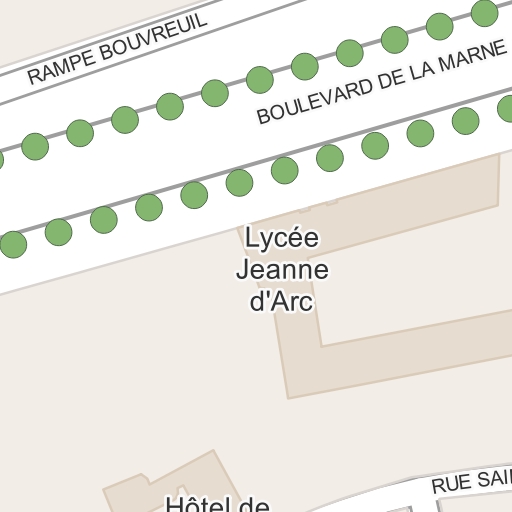 RAMPE BOUVREUIL
BOULEVARD DE LA MARNE
Lycée
Jeanne
d'Arc
Hôtel de
RUE SAI